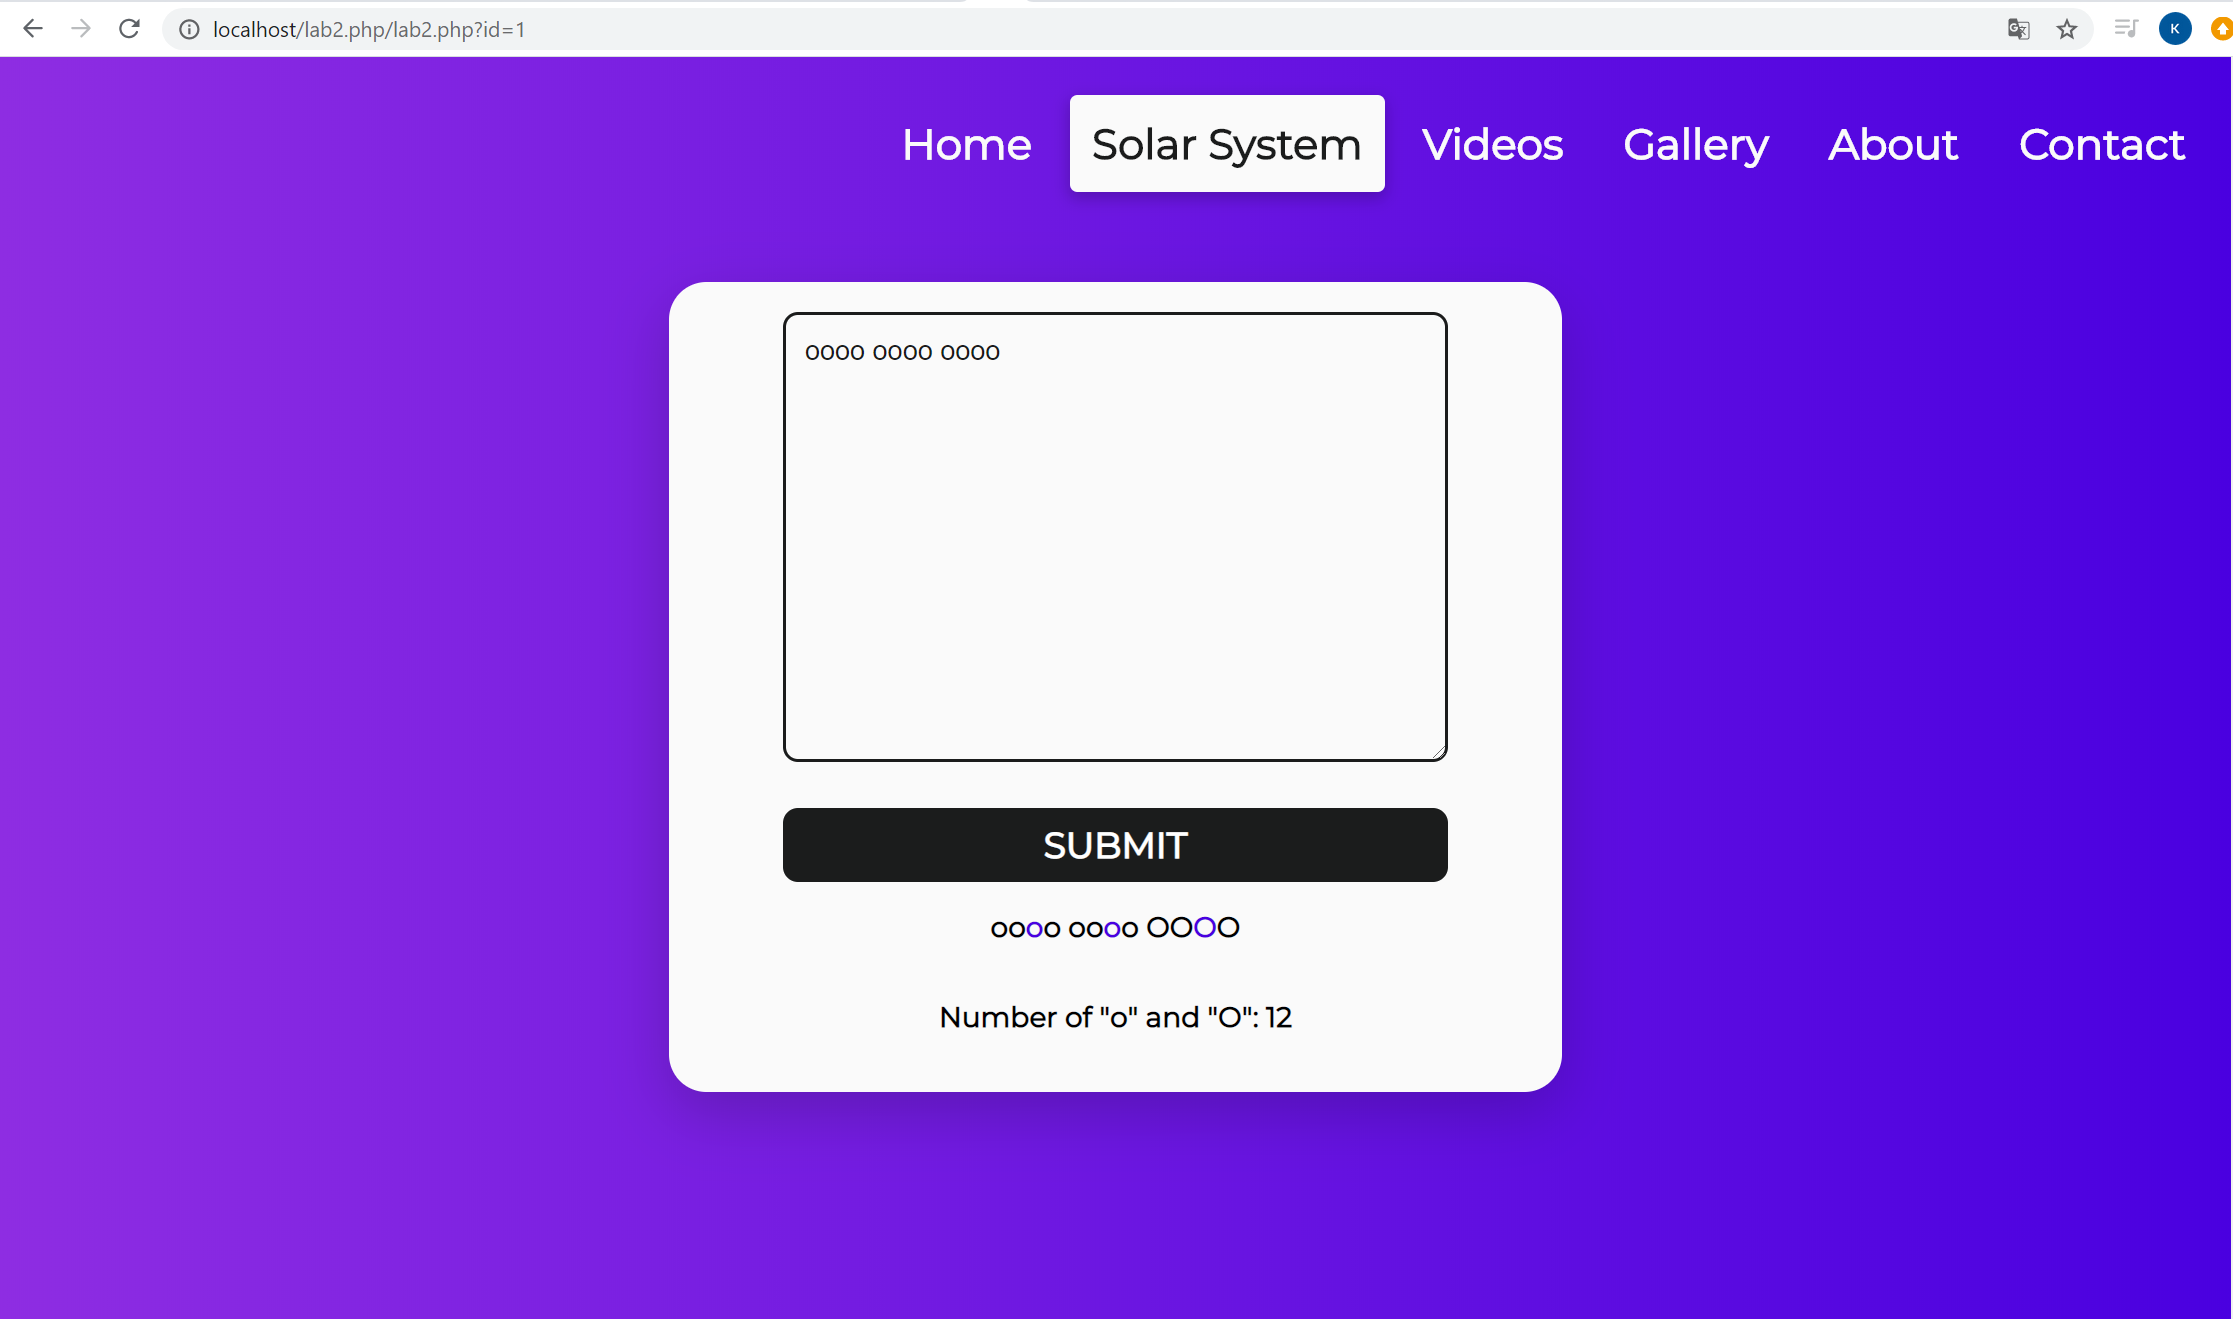 localhost/lab2.php/lab2.php?id=1
K
Home Solar System Videos Gallery About Contact
oooo oooo oooo
SUBMIT
oooo oooo OOOO
Number of "o" and "O": 12